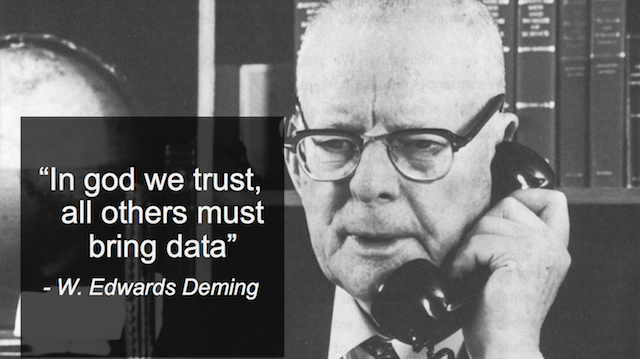 “In god we trust,
all others must
bring data”
- W. Edwards Deming